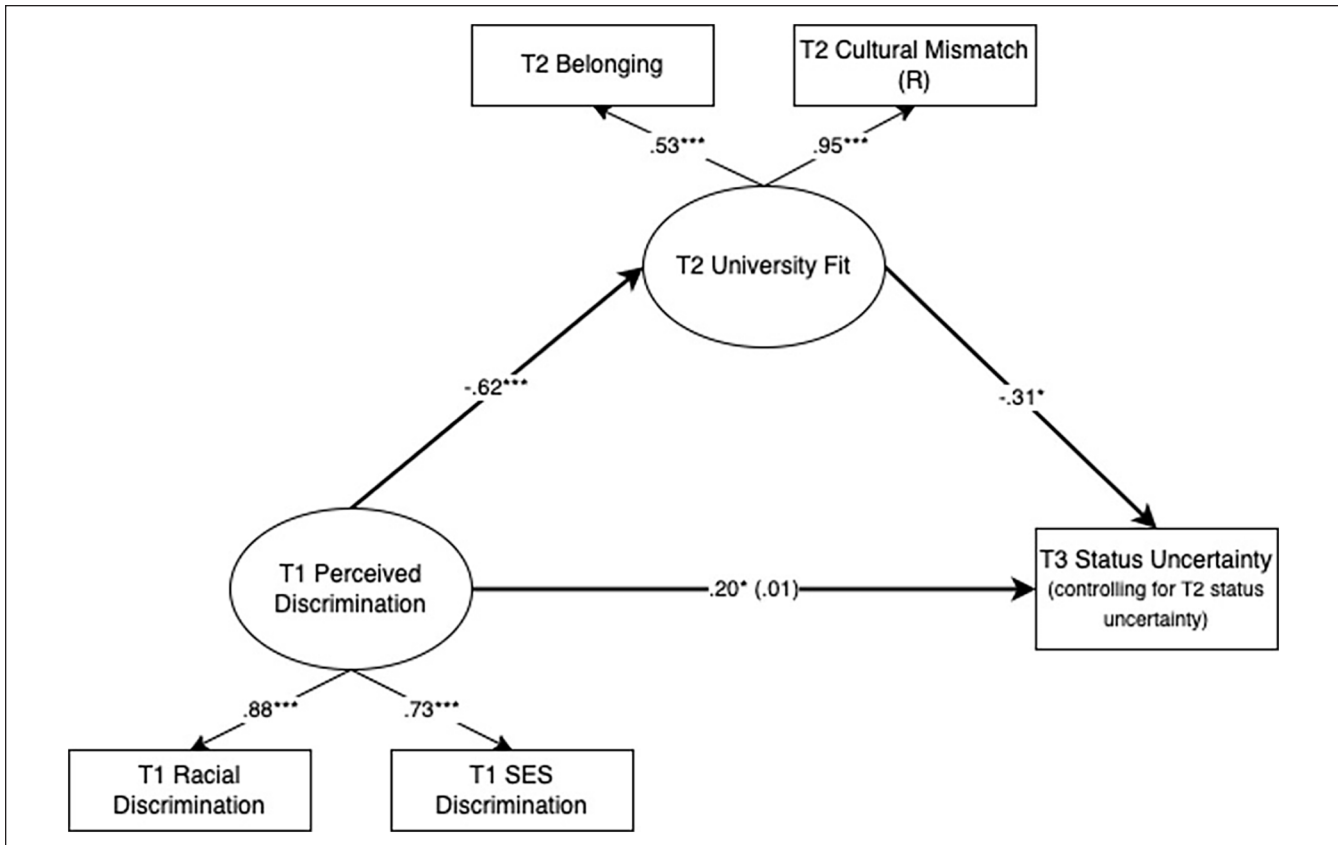 T2 Belonging
T2 Cultural Mismatch
(R)
.53***
.95***
T2 University Fit
-.62***
-.31*
T1 Perceived
Discrimination
.20* (.01)
T3 Status Uncertainty
(controlling for T2 status
uncertainty)
.88***
.73***
T1 Racial
Discrimination
T1 SES
Discrimination